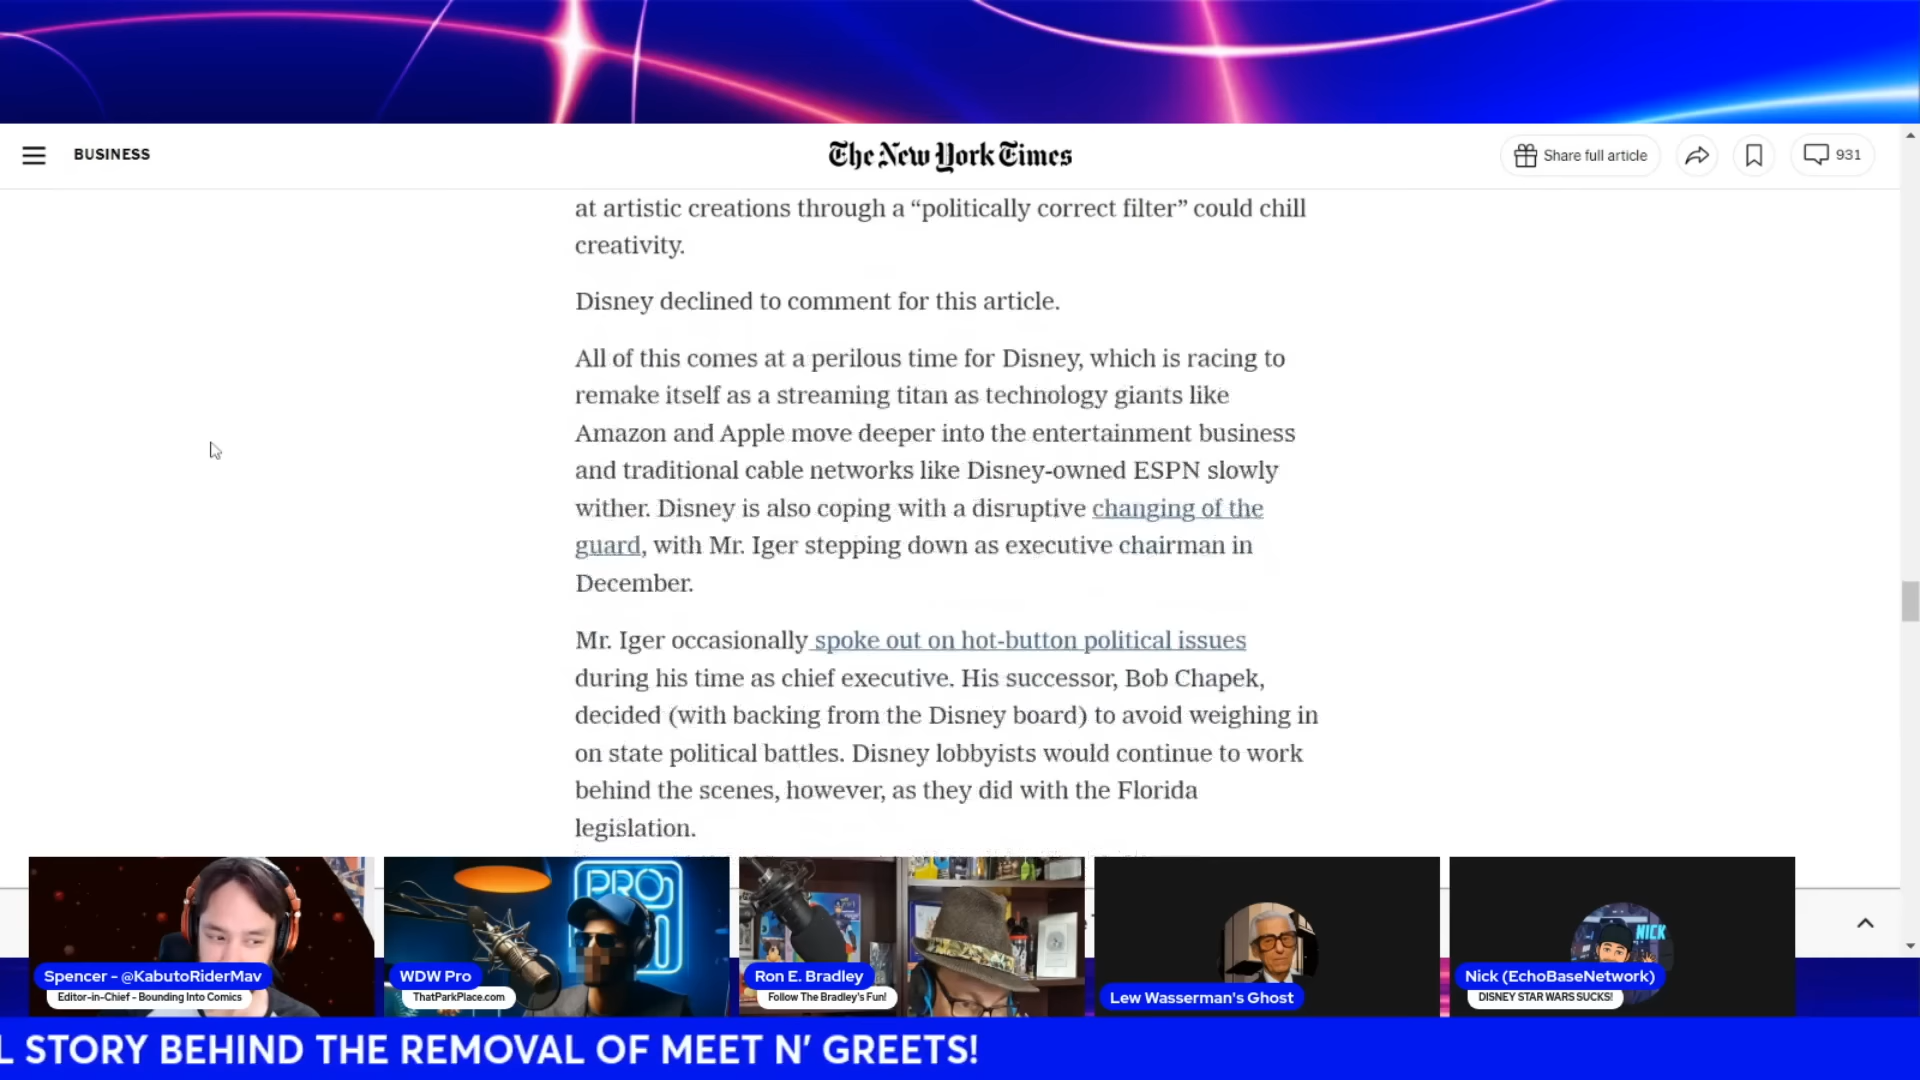 BUSINESS
The New York Times
Share full article
931
at artistic creations through a “politically correct filter” could chill
creativity.
Disney declined to comment for this article.
All of this comes at a perilous time for Disney, which is racing to
remake itself as a streaming titan as technology giants like
Amazon and Apple move deeper into the entertainment business
and traditional cable networks like Disney-owned ESPN slowly
wither. Disney is also coping with a disruptive changing of the
guard, with Mr. Iger stepping down as executive chairman in
December.
Mr. Iger occasionally spoke out on hot-button political issues
during his time as chief executive. His successor, Bob Chapek,
decided (with backing from the Disney board) to avoid weighing in
on state political battles. Disney lobbyists would continue to work
behind the scenes, however, as they did with the Florida
legislation.
PRO
NICK
Spencer - @KabutoRiderMav
Editor-in-Chief - Bounding Into Comics
WDW Pro
ThatParkPlace.com
Ron E. Bradley
Follow The Bradley's Fun!
Lew Wasserman's Ghost
Nick (EchoBaseNetwork)
DISNEY STAR WARS SUCKS!
L STORY BEHIND THE REMOVAL OF MEET N' GREETS!